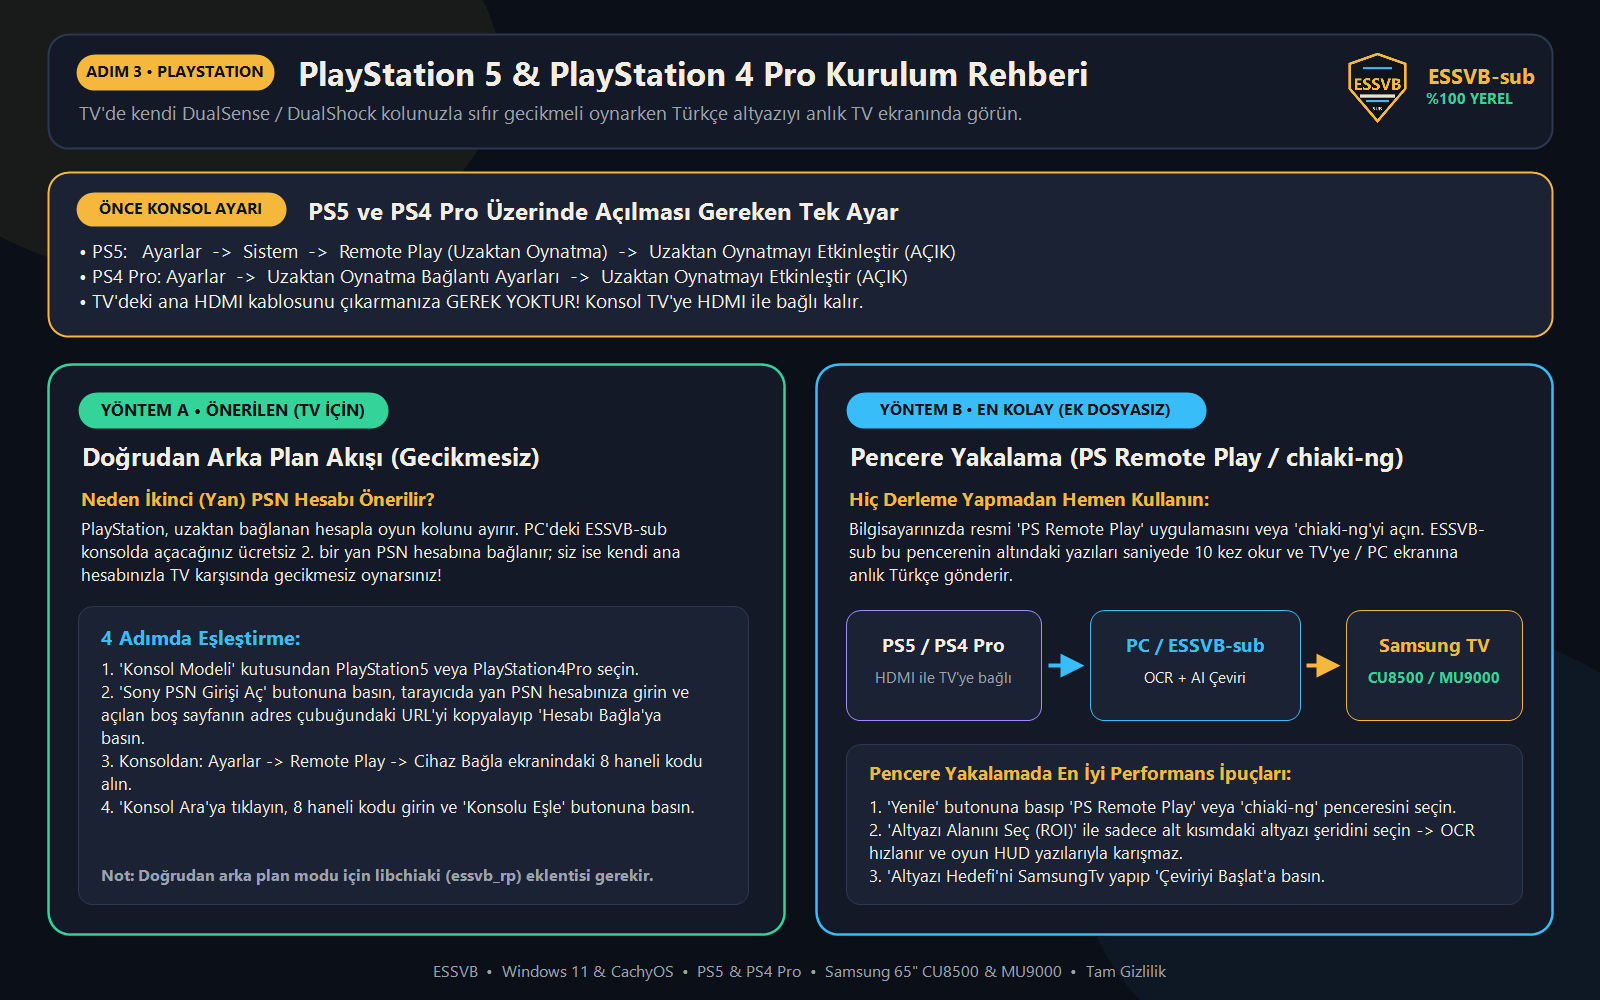 ADIM 3 • PLAYSTATION
PlayStation 5 & PlayStation 4 Pro Kurulum Rehberi
TV'de kendi DualSense / DualShock kolunuzla sıfır gecikmeli oynarken Türkçe altyazıyı anlık TV ekranında görün.
ESSVB
SUB
ESSVB-sub
%100 YEREL
ÖNCE KONSOL AYARI
PS5 ve PS4 Pro Üzerinde Açılması Gereken Tek Ayar
• PS5: Ayarlar -> Sistem -> Remote Play (Uzaktan Oynatma) -> Uzaktan Oynatmayı Etkinleştir (AÇIK)
• PS4 Pro: Ayarlar -> Uzaktan Oynatma Bağlantı Ayarları -> Uzaktan Oynatmayı Etkinleştir (AÇIK)
• TV'deki ana HDMI kablosunu çıkarmanıza GEREK YOKTUR! Konsol TV'ye HDMI ile bağlı kalır.
YÖNTEM A • ÖNERİLEN (TV İÇİN)
Doğrudan Arka Plan Akışı (Gecikmesiz)
Neden İkinci (Yan) PSN Hesabı Önerilir?
PlayStation, uzaktan bağlanan hesapla oyun kolunu ayırır. PC'deki ESSVB-sub
konsolda açacağınız ücretsiz 2. bir yan PSN hesabına bağlanır; siz ise kendi ana
hesabınızla TV karşısında gecikmesiz oynarsınız!
4 Adımda Eşleştirme:
1. 'Konsol Modeli' kutusundan PlayStation5 veya PlayStation4Pro seçin.
2. 'Sony PSN Girişi Aç' butonuna basın, tarayıcıda yan PSN hesabınıza girin ve
açılan boş sayfanın adres çubuğundaki URL'yi kopyalayıp 'Hesabı Bağla'ya
basın.
3. Konsoldan: Ayarlar -> Remote Play -> Cihaz Bağla ekranindaki 8 haneli kodu
alın.
4. 'Konsol Ara'ya tıklayın, 8 haneli kodu girin ve 'Konsolu Eşle' butonuna basın.
Not: Doğrudan arka plan modu için libchiaki (essvb_rp) eklentisi gerekir.
YÖNTEM B • EN KOLAY (EK DOSYASIZ)
Pencere Yakalama (PS Remote Play / chiaki-ng)
Hiç Derleme Yapmadan Hemen Kullanın:
Bilgisayarınızda resmi 'PS Remote Play' uygulamasını veya 'chiaki-ng'yi açın. ESSVB-
sub bu pencerenin altındaki yazıları saniyede 10 kez okur ve TV'ye / PC ekranına
anlık Türkçe gönderir.
PS5 / PS4 Pro
HDMI ile TV'ye bağlı
PC / ESSVB-sub
OCR + AI Çeviri
Samsung TV
CU8500 / MU9000
Pencere Yakalamada En İyi Performans İpuçları:
1. 'Yenile' butonuna basıp 'PS Remote Play' veya 'chiaki-ng' penceresini seçin.
2. 'Altyazı Alanını Seç (ROI)' ile sadece alt kısımdaki altyazı şeridini seçin -> OCR
hızlanır ve oyun HUD yazılarıyla karışmaz.
3. 'Altyazı Hedefi'ni SamsungTv yapıp 'Çeviriyi Başlat'a basın.
ESSVB • Windows 11 & CachyOS • PS5 & PS4 Pro • Samsung 65" CU8500 & MU9000 • Tam Gizlilik